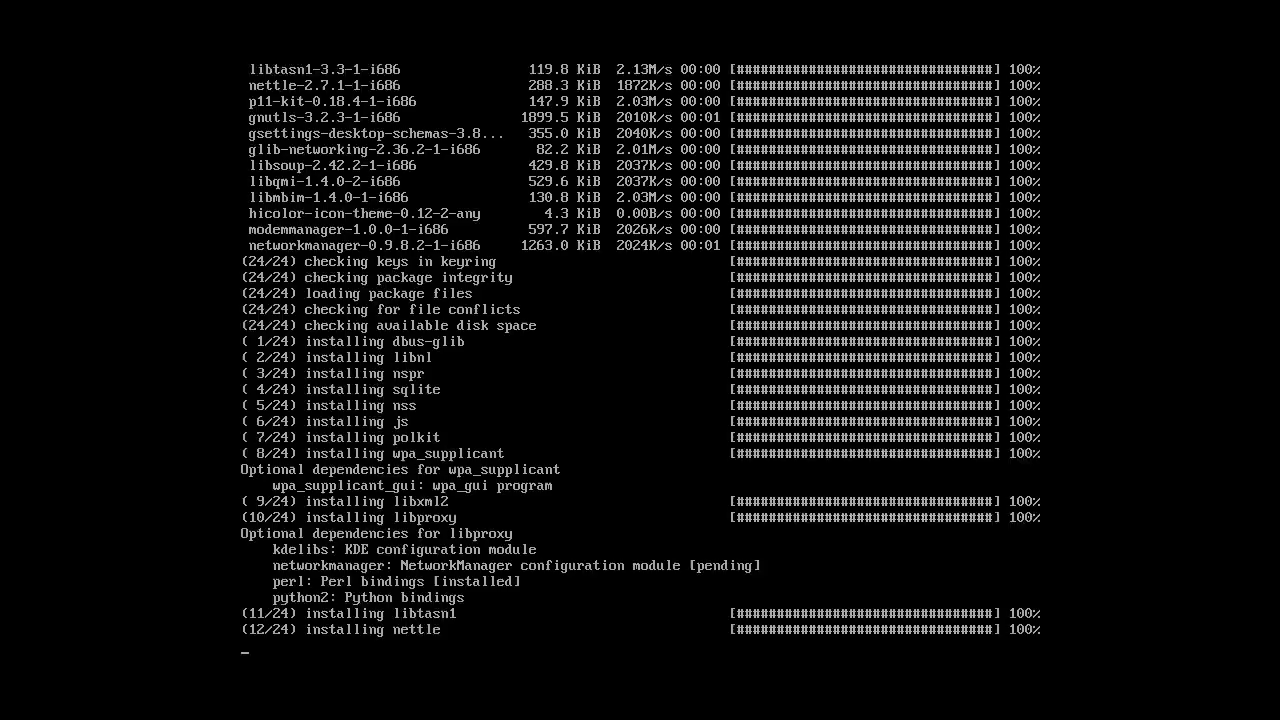 libtasn1-3.3-1-i686 119.8 KiB 2.13M/s 00:00 [################################] 100%
nettle-2.7.1-1-i686 288.3 KiB 1872K/s 00:00 [################################] 100%
p11-kit-0.18.4-1-i686 147.9 KiB 2.03M/s 00:00 [################################] 100%
gnutls-3.2.3-1-i686 1899.5 KiB 2010K/s 00:01 [################################] 100%
gsettings-desktop-schemas-3.8... 355.0 KiB 2040K/s 00:00 [################################] 100%
glib-networking-2.36.2-1-i686 82.2 KiB 2.01M/s 00:00 [################################] 100%
libsoup-2.42.2-1-i686 429.8 KiB 2037K/s 00:00 [################################] 100%
libqmi-1.4.0-2-i686 529.6 KiB 2037K/s 00:00 [################################] 100%
libmbim-1.4.0-1-i686 130.8 KiB 2.03M/s 00:00 [################################] 100%
hicolor-icon-theme-0.12-2-any 4.3 KiB 0.00B/s 00:00 [################################] 100%
modemmanager-1.0.0-1-i686 597.7 KiB 2026K/s 00:00 [################################] 100%
networkmanager-0.9.8.2-1-i686 1263.0 KiB 2024K/s 00:01 [################################] 100%
(24/24) checking keys in keyring [################################] 100%
(24/24) checking package integrity [################################] 100%
(24/24) loading package files [################################] 100%
(24/24) checking for file conflicts [################################] 100%
(24/24) checking available disk space [################################] 100%
( 1/24) installing dbus-glib [################################] 100%
( 2/24) installing libnl [################################] 100%
( 3/24) installing nspr [################################] 100%
( 4/24) installing sqlite [################################] 100%
( 5/24) installing nss [################################] 100%
( 6/24) installing js [################################] 100%
( 7/24) installing polkit [################################] 100%
( 8/24) installing wpa_supplicant [################################] 100%
Optional dependencies for wpa_supplicant
wpa_supplicant_gui: wpa_gui program
( 9/24) installing libxml2 [################################] 100%
(10/24) installing libproxy [################################] 100%
Optional dependencies for libproxy
kdelibs: KDE configuration module
networkmanager: NetworkManager configuration module [pending]
perl: Perl bindings [installed]
python2: Python bindings
(11/24) installing libtasn1 [################################] 100%
(12/24) installing nettle [################################] 100%
_